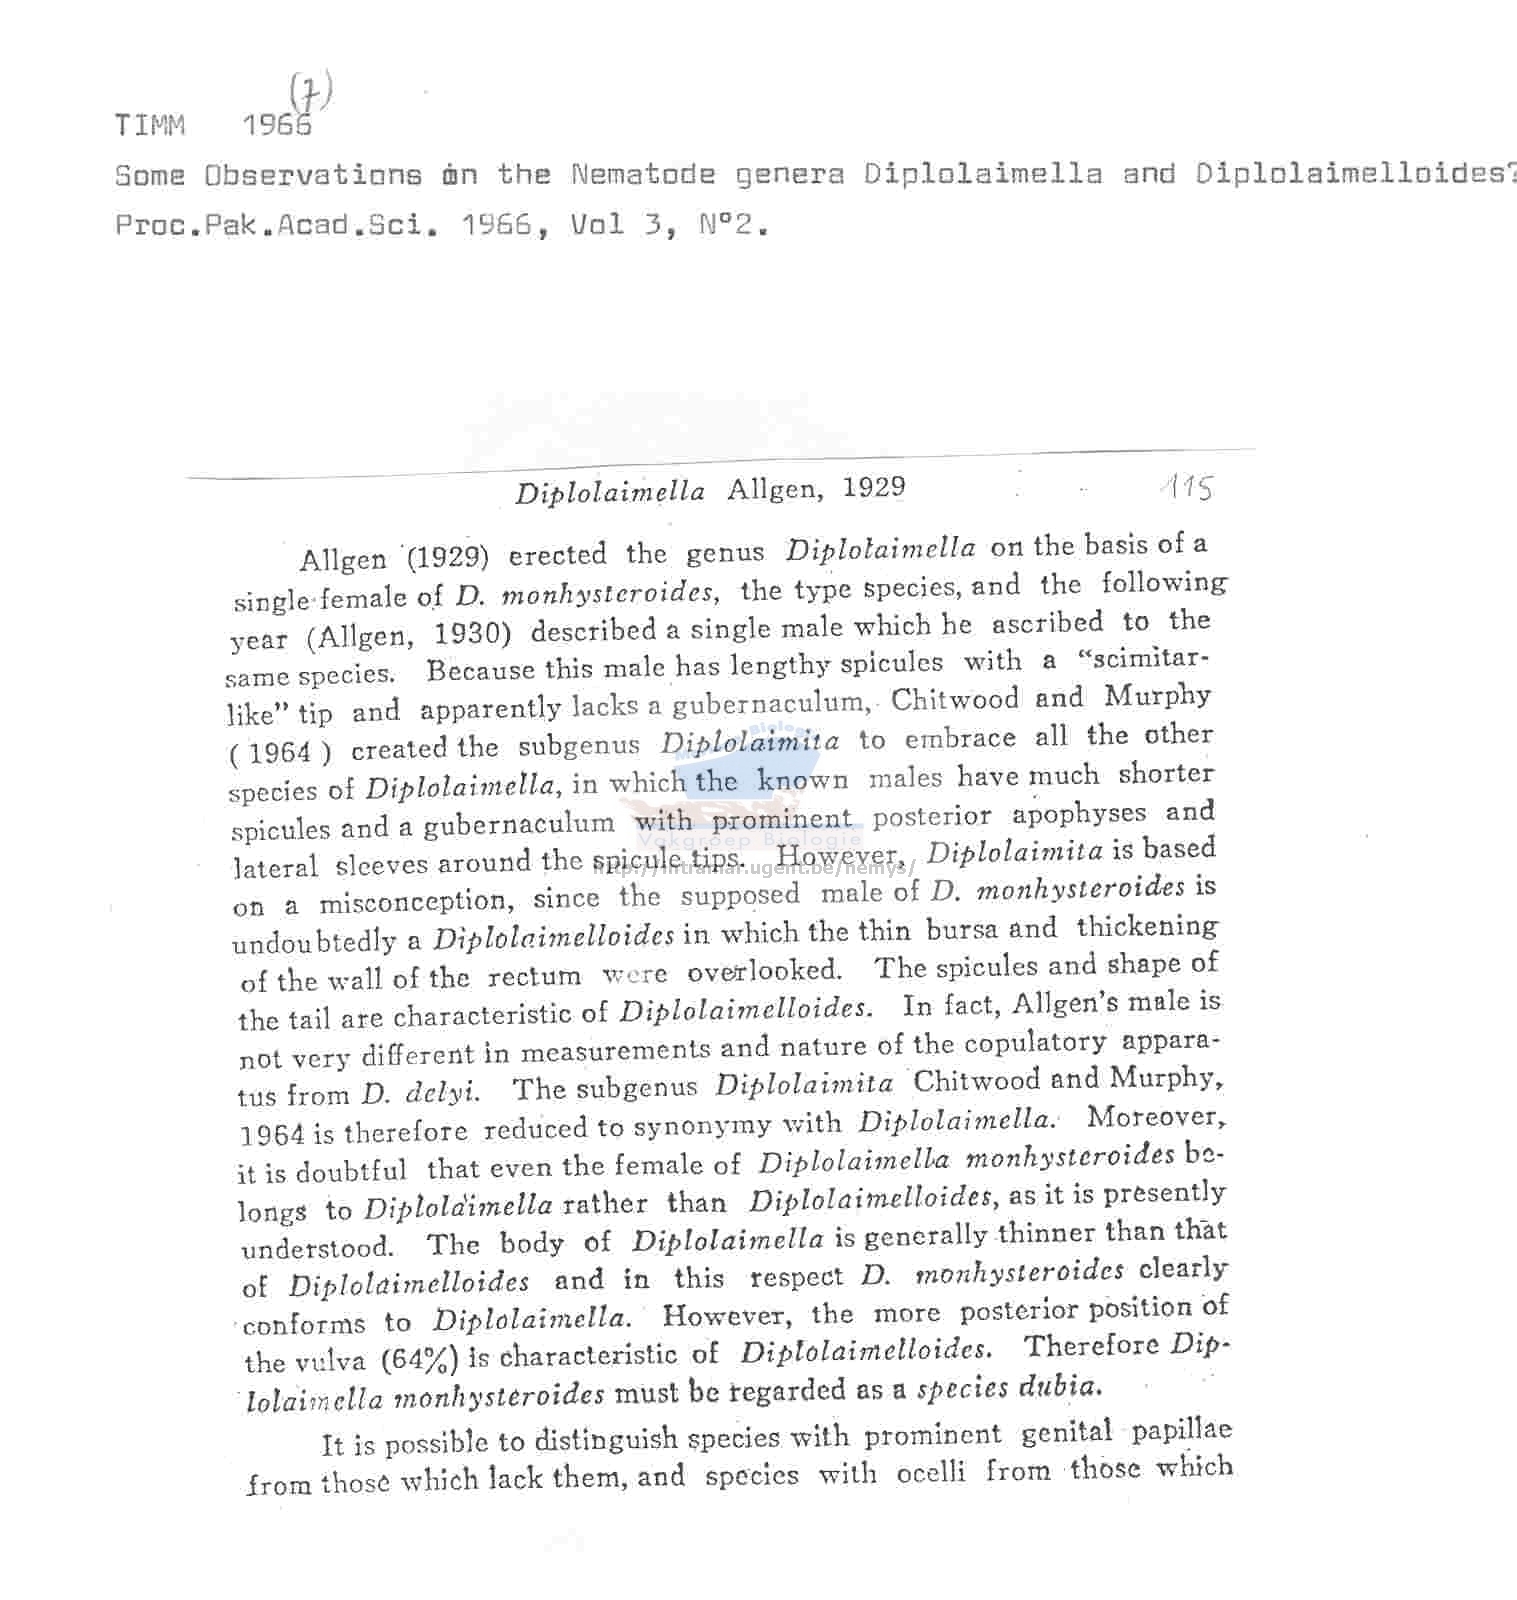 (7)
TIMM 1966
Some Observations on the Nematode genera Diplolaimella and Diplolaimelloides?
Proc.Pak.Acad.Sci. 1966, Vol 3, N°2.
Diplolaimella Allgen, 1929 115
Allgen (1929) erected the genus Diplolaimella on the basis of a
single female of D. monhysteroides, the type species, and the following
year (Allgen, 1930) described a single male which he ascribed to the
same species. Because this male has lengthy spicules with a “scimitar-
like” tip and apparently lacks a gubernaculum, Chitwood and Murphy
( 1964 ) created the subgenus Diplolaimita to embrace all the other
species of Diplolaimella, in which the known males have much shorter
spicules and a gubernaculum with prominent posterior apophyses and
Vakgroep Biologie
lateral sleeves around the spicule tips. However, Diplolaimita is based
http://intramar.ugent.be/nemys/
on a misconception, since the supposed male of D. monhysteroides is
undoubtedly a Diplolaimelloides in which the thin bursa and thickening
of the wall of the rectum were overlooked. The spicules and shape of
the tail are characteristic of Diplolaimelloides. In fact, Allgen's male is
not very different in measurements and nature of the copulatory appara-
tus from D. delyi. The subgenus Diplolaimita Chitwood and Murphy,
1964 is therefore reduced to synonymy with Diplolaimella. Moreover,
it is doubtful that even the female of Diplolaimella monhysteroides be-
longs to Diplolaimella rather than Diplolaimelloides, as it is presently
understood. The body of Diplolaimella is generally thinner than that
of Diplolaimelloides and in this respect D. monhysteroides clearly
conforms to Diplolaimella. However, the more posterior position of
the vulva (64%) is characteristic of Diplolaimelloides. Therefore Dip-
lolaimella monhysteroides must be regarded as a species dubia.
It is possible to distinguish species with prominent genital papillae
from those which lack them, and species with ocelli from those which